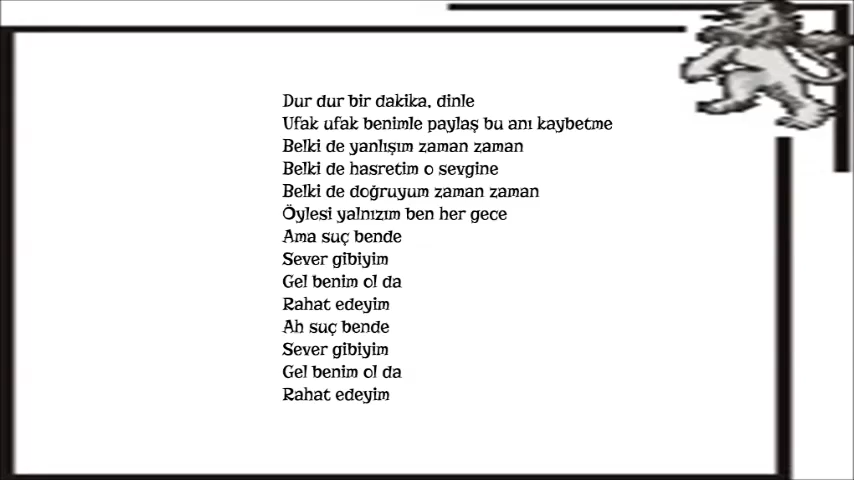 Dur dur bir dakika, dinle
Ufak ufak benimle paylaş bu anı kaybetme
Belki de yanlışım zaman zaman
Belki de hasretim o sevgine
Belki de doğruyum zaman zaman
Öylesi yalnızım ben her gece
Ama suç bende
Sever gibiyim
Gel benim ol da
Rahat edeyim
Ah suç bende
Sever gibiyim
Gel benim ol da
Rahat edeyim